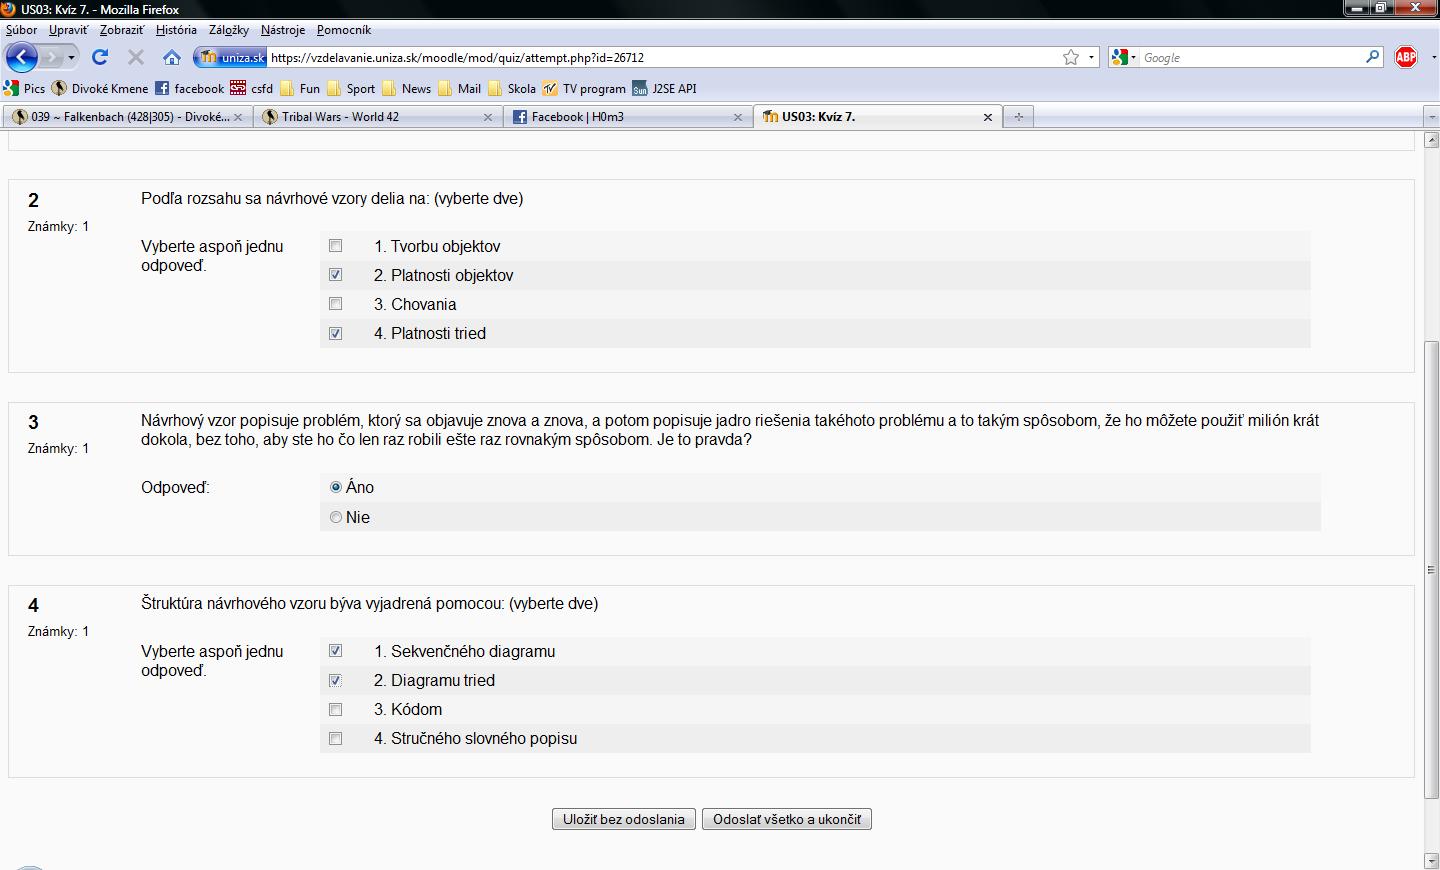 US03: Kvíz 7. - Mozilla Firefox
Súbor Upraviť Zobraziť História Záložky Nástroje Pomocník
uniza.sk https://vzdelavanie.uniza.sk/moodle/mod/quiz/attempt.php?id=26712 Google ABP
Pics Divoké Kmene facebook csfd Fun Sport News Mail Skola TV program Sun J2SE API
039 ~ Falkenbach (428|305) - Divoké... Tribal Wars - World 42 Facebook | H0m3 US03: Kvíz 7.
2 Podľa rozsahu sa návrhové vzory delia na: (vyberte dve)
Známky: 1
Vyberte aspoň jednu odpoveď.
1. Tvorbu objektov
2. Platnosti objektov
3. Chovania
4. Platnosti tried
3 Návrhový vzor popisuje problém, ktorý sa objavuje znova a znova, a potom popisuje jadro riešenia takéhoto problému a to takým spôsobom, že ho môžete použiť milión krát
dokola, bez toho, aby ste ho čo len raz robili ešte raz rovnakým spôsobom. Je to pravda?
Známky: 1
Odpoveď:
Áno
Nie
4 Štruktúra návrhového vzoru býva vyjadrená pomocou: (vyberte dve)
Známky: 1
Vyberte aspoň jednu odpoveď.
1. Sekvenčného diagramu
2. Diagramu tried
3. Kódom
4. Stručného slovného popisu
Uložiť bez odoslania Odoslať všetko a ukončiť